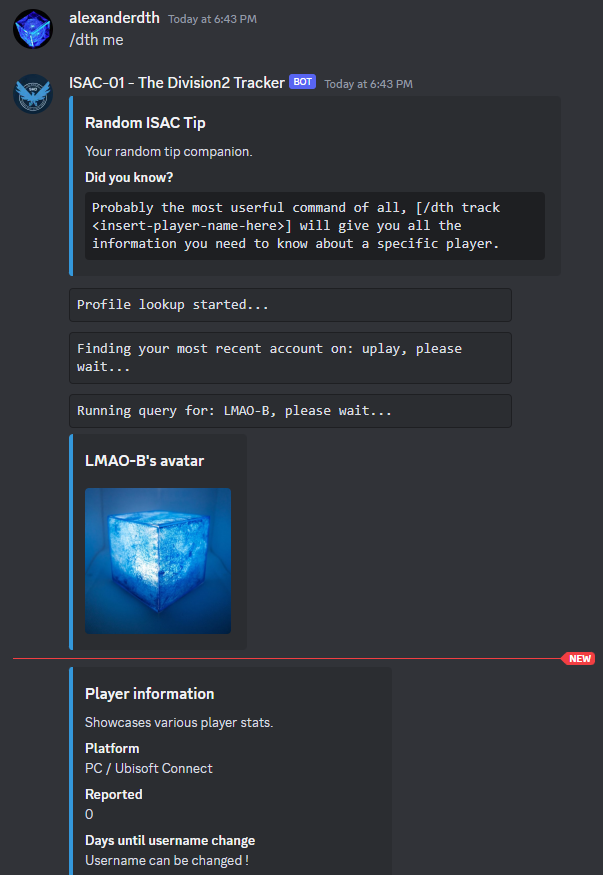 alexanderdth Today at 6:43 PM
/dth me
ISAC-01 - The Division2 Tracker BOT Today at 6:43 PM
Random ISAC Tip
Your random tip companion.
Did you know?
Probably the most userful command of all, [/dth track
<insert-player-name-here>] will give you all the
information you need to know about a specific player.
Profile lookup started...
Finding your most recent account on: uplay, please
wait...
Running query for: LMAO-B, please wait...
LMAO-B's avatar
NEW
Player information
Showcases various player stats.
Platform
PC / Ubisoft Connect
Reported
0
Days until username change
Username can be changed !